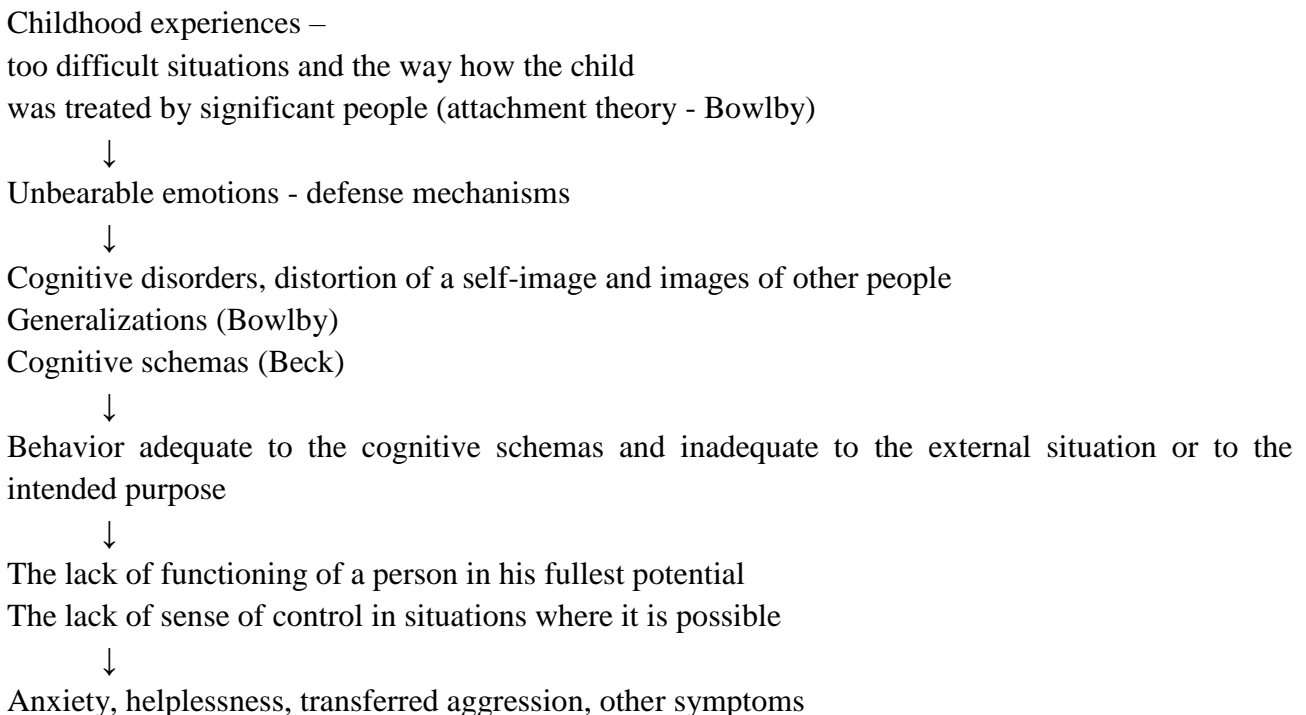 Childhood experiences –
too difficult situations and the way how the child
was treated by significant people (attachment theory - Bowlby)
↓
Unbearable emotions - defense mechanisms
↓
Cognitive disorders, distortion of a self-image and images of other people
Generalizations (Bowlby)
Cognitive schemas (Beck)
↓
Behavior adequate to the cognitive schemas and inadequate to the external situation or to the
intended purpose
↓
The lack of functioning of a person in his fullest potential
The lack of sense of control in situations where it is possible
↓
Anxiety, helplessness, transferred aggression, other symptoms